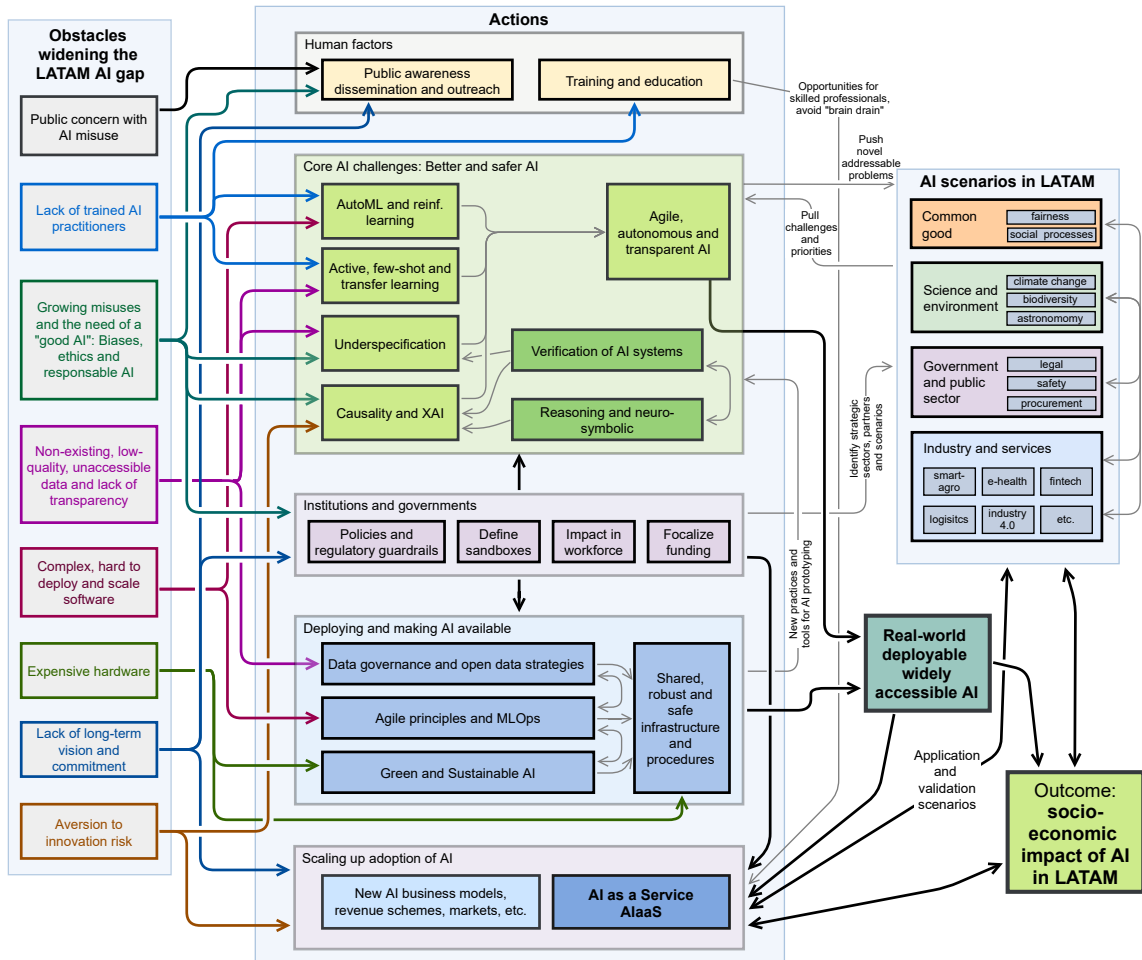 Obstacles
widening the
LATAM AI gap
Public concern with
AI misuse
Lack of trained AI
practitioners
Growing misuses
and the need of a
"good AI": Biases,
ethics and
responsable AI
Non-existing, low-
quality, unaccessible
data and lack of
transparency
Complex, hard to
deploy and scale
software
Expensive hardware
Lack of long-term
vision and
commitment
Aversion to
innovation risk
Actions
Human factors
Public awareness
dissemination and outreach
Training and education
Core AI challenges: Better and safer AI
AutoML and reinf.
learning
Active, few-shot and
transfer learning
Underspecification
Causality and XAI
Agile,
autonomous and
transparent AI
Verification of AI systems
Reasoning and neuro-
symbolic
Institutions and governments
Policies and
regulatory guardrails
Define
sandboxes
Impact in
workforce
Focalize
funding
Deploying and making AI available
Data governance and open data strategies
Agile principles and MLOps
Green and Sustainable AI
Shared,
robust and
safe
infrastructure
and
procedures
Scaling up adoption of AI
New AI business models,
revenue schemes, markets, etc.
AI as a Service
AIaaS
Opportunities for
skilled professionals,
avoid "brain drain"
Push
novel
addressable
problems
Pull
challenges
and
priorities
Identify strategic
sectors, partners
and scenarios
New practices and
tools for AI prototyping
AI scenarios in LATAM
Common
good
fairness
social processes
Science and
environment
climate change
biodiversity
astronomomy
Government
and public
sector
legal
safety
procurement
Industry and services
smart-
agro
e-health
fintech
logisitcs
industry
4.0
etc.
Real-world
deployable
widely
accessible AI
Application
and
validation
scenarios
Outcome:
socio-
economic
impact of AI
in LATAM